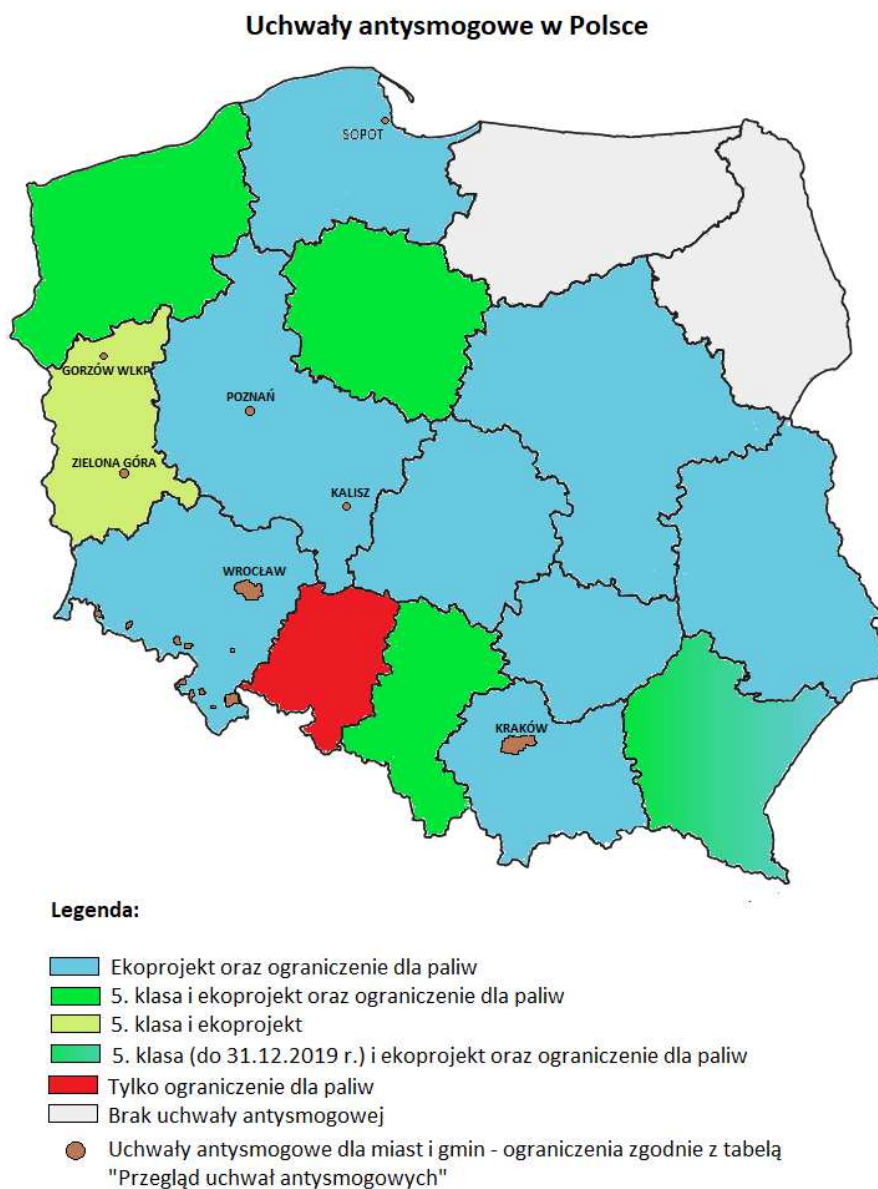 Uchwały antysmogowe w Polsce
SOPOT
GORZÓW WLKP
POZNAŃ
ZIELONA GÓRA
KALISZ
WROCŁAW
KRAKÓW
Legenda:
Ekoprojekt oraz ograniczenie dla paliw
5. klasa i ekoprojekt oraz ograniczenie dla paliw
5. klasa i ekoprojekt
5. klasa (do 31.12.2019 r.) i ekoprojekt oraz ograniczenie dla paliw
Tylko ograniczenie dla paliw
Brak uchwały antysmogowej
Uchwały antysmogowe dla miast i gmin - ograniczenia zgodnie z tabelą
"Przegląd uchwał antysmogowych"